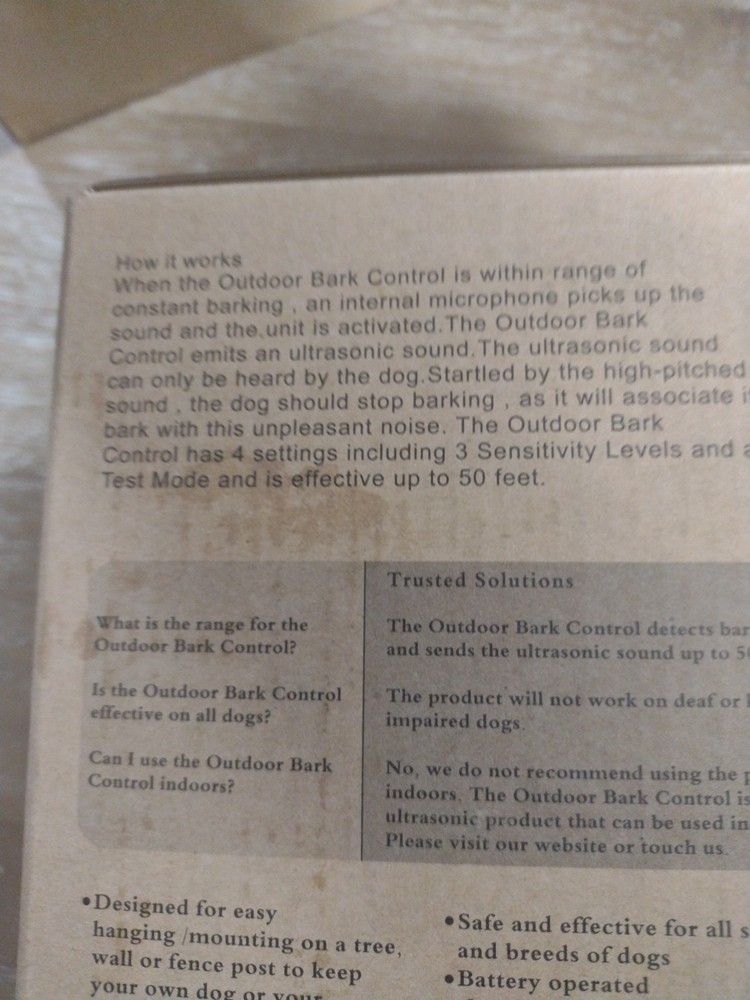 How it works
When the Outdoor Bark Control is within range of
constant barking , an internal microphone picks up the
sound and the.unit is activated.The Outdoor Bark
Control emits an ultrasonic sound.The ultrasonic sound
can only be heard by the dog.Startled by the high-pitched
sound , the dog should stop barking , as it will associate
bark with this unpleasant noise. The Outdoor Bark
Control has 4 settings including 3 Sensitivity Levels and a
Test Mode and is effective up to 50 feet.
Trusted Solutions
What is the range for the
Outdoor Bark Control?
The Outdoor Bark Control detects
and sends the ultrasonic sound up to
Is the Outdoor Bark Control
effective on all dogs?
The product will not work on deaf or
impaired dogs.
Can I use the Outdoor Bark
Control indoors?
No, we do not recommend using the
indoors. The Outdoor Bark Control is
ultrasonic product that can be used in
Please visit our website or touch us.
•Designed for easy
hanging /mounting on a tree,
wall or fence post to keep
your own dog or your
•Safe and effective for all
and breeds of dogs
•Battery operated